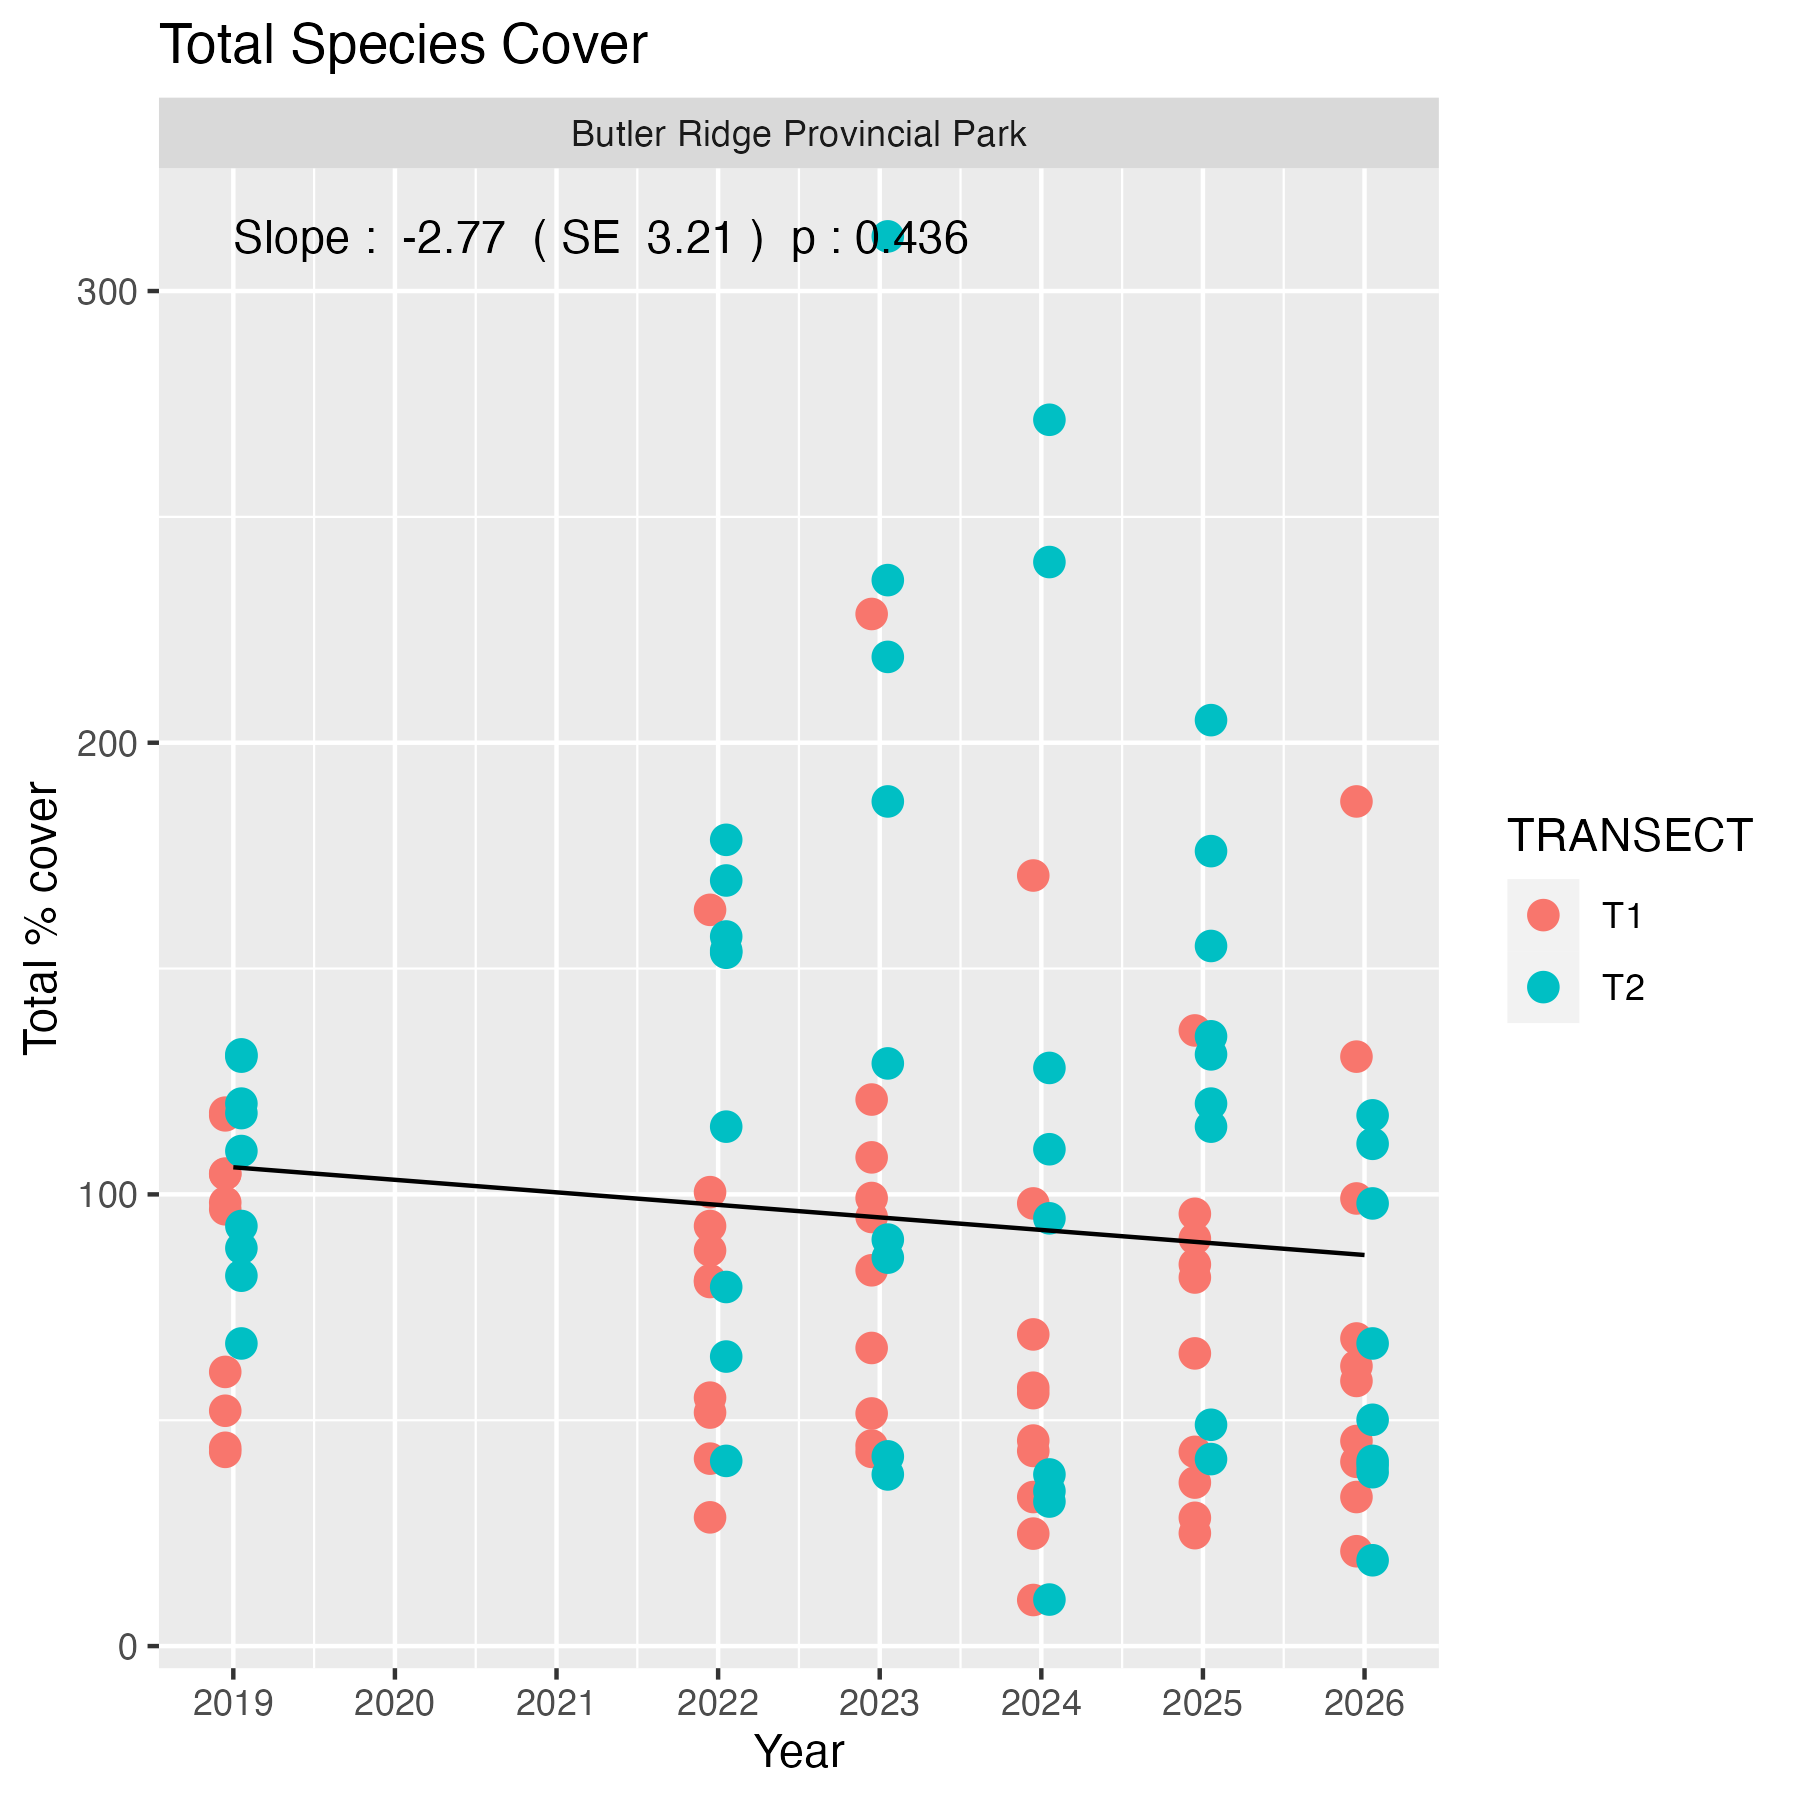 Total Species Cover
Butler Ridge Provincial Park
Slope : -2.77 ( SE 3.21 ) p : 0.436
300
200
100
0
Total % cover
2019 2020 2021 2022 2023 2024 2025 2026
Year
TRANSECT
T1
T2